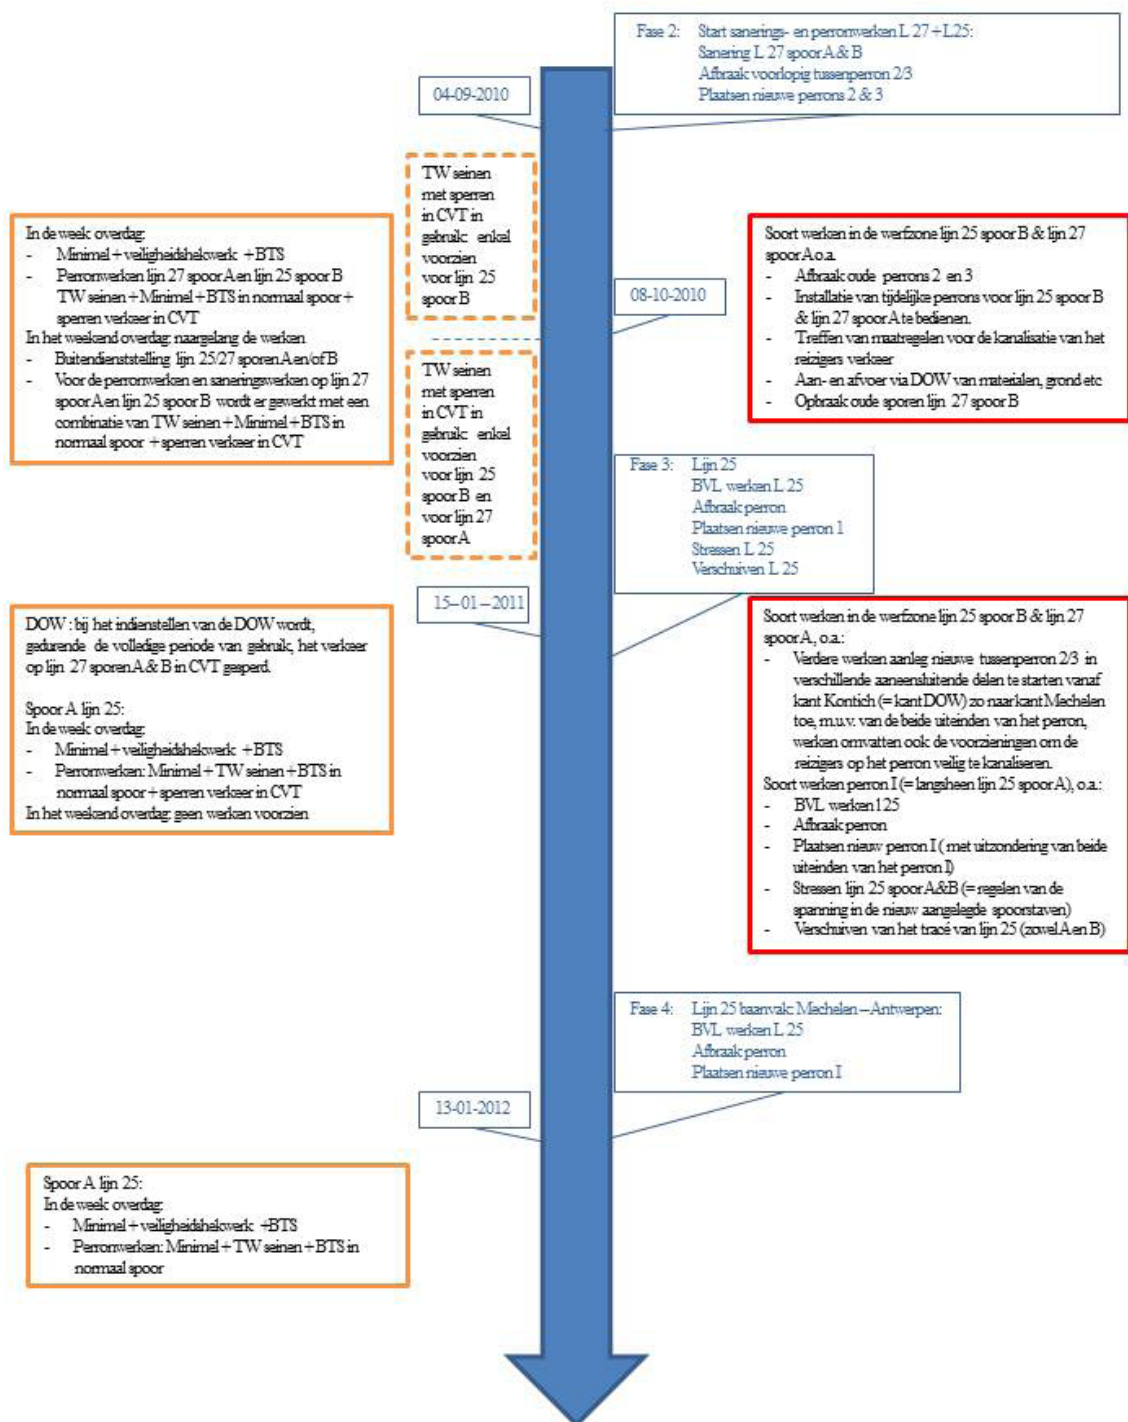 Fase 2: Start sanerings- en perronwerken L 27 + L25:
Sanering L 27 spoor A & B
Afbraak voorlopig tussenperron 2/3
Plaatsen nieuwe perrons 2 & 3
04-09-2010
TW seinen
met sperren
in CVT in
gebruik: enkel
voorzien
voor lijn 25
spoor B
In de week overdag:
- Minimel + veiligheidshekwerk + BTS
- Perronwerken lijn 27 spoor A en lijn 25 spoor B
TW seinen + Minimel + BTS in normaal spoor +
sperren verkeer in CVT
In het weekend overdag: naargelang de werken
- Buitendienststelling lijn 25/27 sporen A en/of B
- Voor de perronwerken en saneringswerken op lijn 27
spoor A en lijn 25 spoor B wordt er gewerkt met een
combinatie van TW seinen + Minimel + BTS in
normaal spoor + sperren verkeer in CVT
08-10-2010
Soort werken in de werfzone lijn 25 spoor B & lijn 27
spoor A o.a.
- Afbraak oude perrons 2 en 3
- Installatie van tijdelijke perrons voor lijn 25 spoor B
& lijn 27 spoor A te bedienen.
- Treffen van maatregelen voor de kanalisatie van het
reizigers verkeer
- Aan- en afvoer via DOW van materialen, grond etc
- Opbraak oude sporen lijn 27 spoor B
TW seinen
met sperren
in CVT in
gebruik: enkel
voorzien
voor lijn 25
spoor B en
voor lijn 27
spoor A
Fase 3: Lijn 25
BVL werken L 25
Afbraak perron
Plaatsen nieuwe perron 1
Stressen L 25
Verschuiven L 25
15-01-2011
DOW : bij het indienstellen van de DOW wordt,
gedurende de volledige periode van gebruik, het verkeer
op lijn 27 sporen A & B in CVT gesperd.
Spoor A lijn 25:
In de week overdag:
- Minimel + veiligheidshekwerk + BTS
- Perronwerken: Minimel + TW seinen + BTS in
normaal spoor + sperren verkeer in CVT
In het weekend overdag: geen werken voorzien
Soort werken in de werfzone lijn 25 spoor B & lijn 27
spoor A, o.a.:
- Verdere werken aanleg nieuwe tussenperron 2/3 in
verschillende aaneensluitende delen te starten vanaf
kant Kontich (= kant DOW) zo naar kant Mechelen
toe, m.u.v. van de beide uiteinden van het perron,
werken omvatten ook de voorzieningen om de
reizigers op het perron veilig te kanaliseren.
Soort werken perron I (= langsheen lijn 25 spoor A), o.a.:
- BVL werken l25
- Afbraak perron
- Plaatsen nieuw perron I ( met uitzondering van beide
uiteinden van het perron I)
- Stressen lijn 25 spoor A&B (= regelen van de
spanning in de nieuw aangelegde spoorstaven)
- Verschuiven van het tracé van lijn 25 (zowel A en B)
Fase 4: Lijn 25 baanvak: Mechelen – Antwerpen:
BVL werken L 25
Afbraak perron
Plaatsen nieuwe perron I
13-01-2012
Spoor A lijn 25:
In de week overdag:
- Minimel + veiligheidshekwerk +BTS
- Perronwerken: Minimel + TW seinen + BTS in
normaal spoor